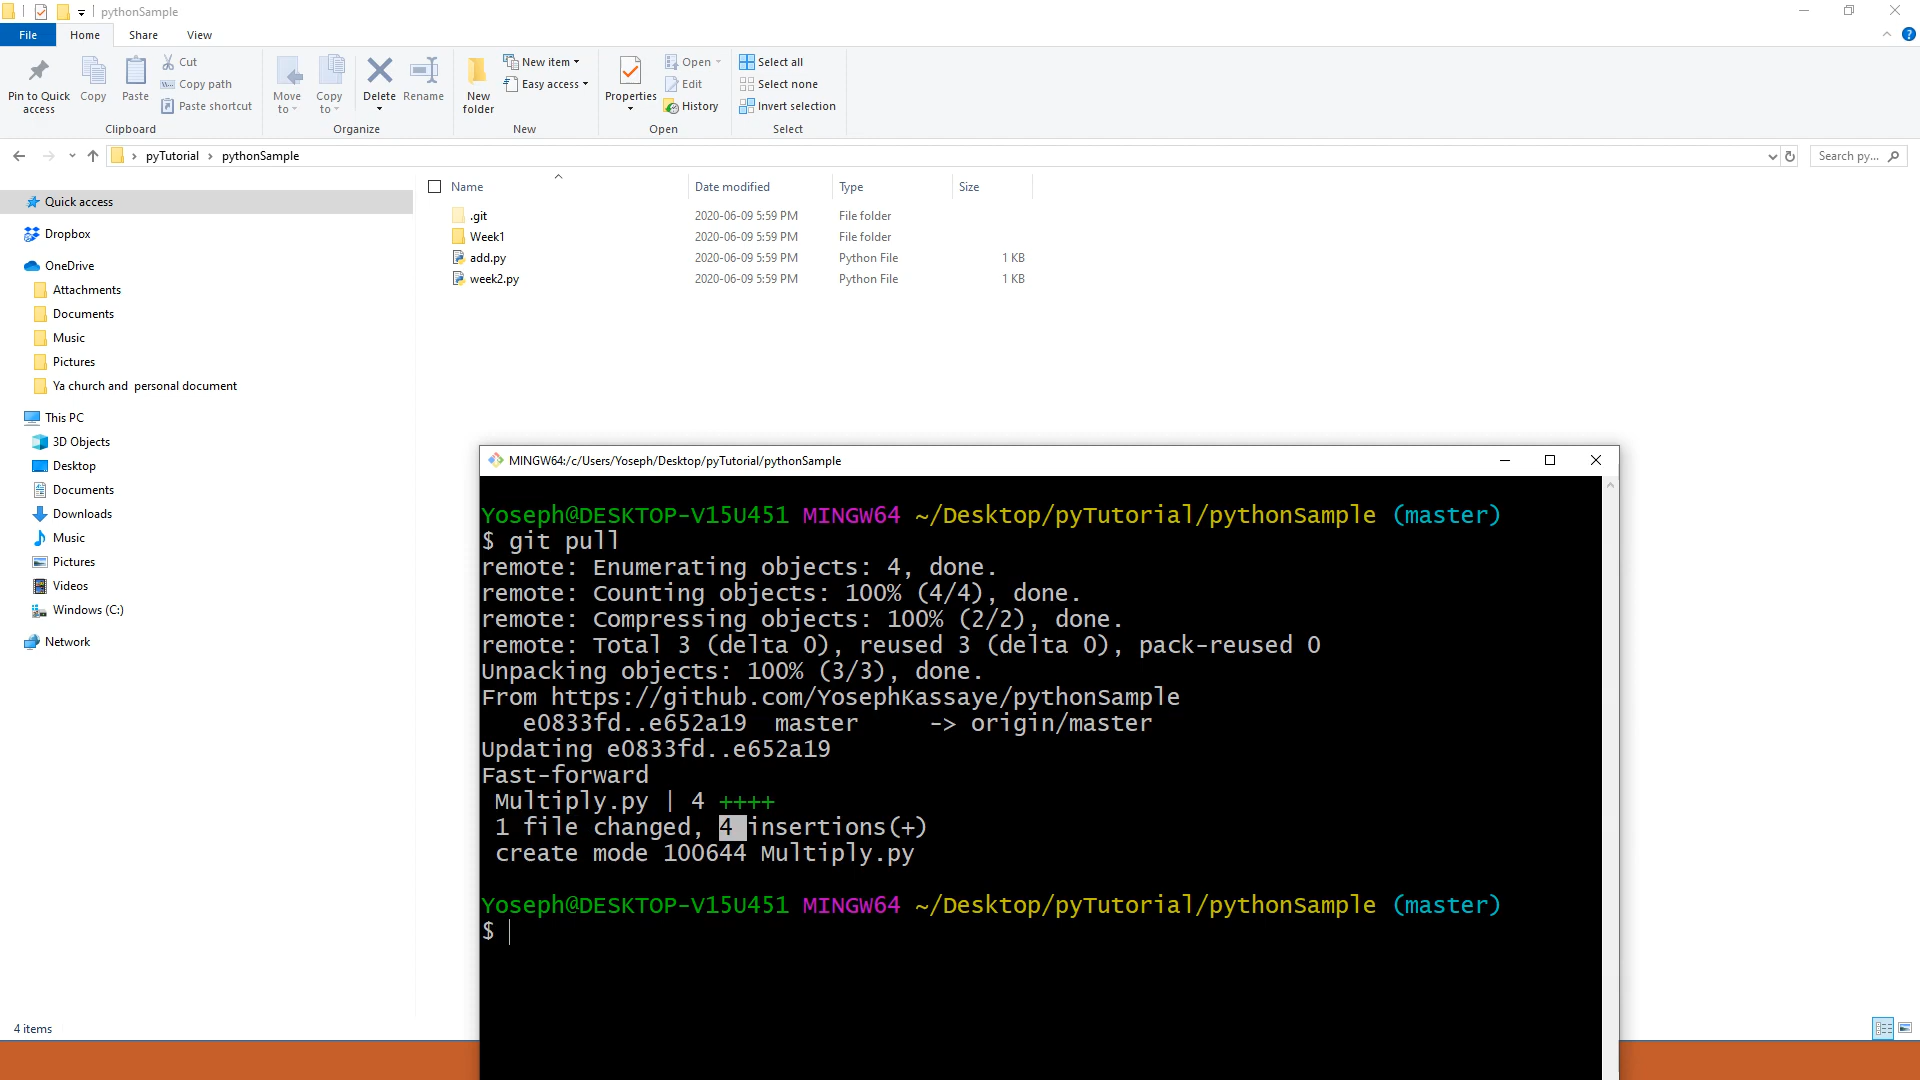 pythonSample
File Home Share View
Pin to Quick access
Copy
Paste
Cut
Copy path
Paste shortcut
Clipboard
Move to
Copy to
Delete
Rename
Organize
New folder
New item
Easy access
New
Properties
Open
Edit
History
Open
Select all
Select none
Invert selection
Select
pyTutorial > pythonSample
Search py...
Quick access
Dropbox
OneDrive
Attachments
Documents
Music
Pictures
Ya church and personal document
This PC
3D Objects
Desktop
Documents
Downloads
Music
Pictures
Videos
Windows (C:)
Network
Name Date modified Type Size
.git 2020-06-09 5:59 PM File folder
Week1 2020-06-09 5:59 PM File folder
add.py 2020-06-09 5:59 PM Python File 1 KB
week2.py 2020-06-09 5:59 PM Python File 1 KB
MINGW64:/c/Users/Yoseph/Desktop/pyTutorial/pythonSample
Yoseph@DESKTOP-V15U451 MINGW64 ~/Desktop/pyTutorial/pythonSample (master)
$ git pull
remote: Enumerating objects: 4, done.
remote: Counting objects: 100% (4/4), done.
remote: Compressing objects: 100% (2/2), done.
remote: Total 3 (delta 0), reused 3 (delta 0), pack-reused 0
Unpacking objects: 100% (3/3), done.
From https://github.com/YosephKassaye/pythonSample
e0833fd..e652a19 master -> origin/master
Updating e0833fd..e652a19
Fast-forward
Multiply.py | 4 ++++
1 file changed, 4 insertions(+)
create mode 100644 Multiply.py
Yoseph@DESKTOP-V15U451 MINGW64 ~/Desktop/pyTutorial/pythonSample (master)
$
4 items